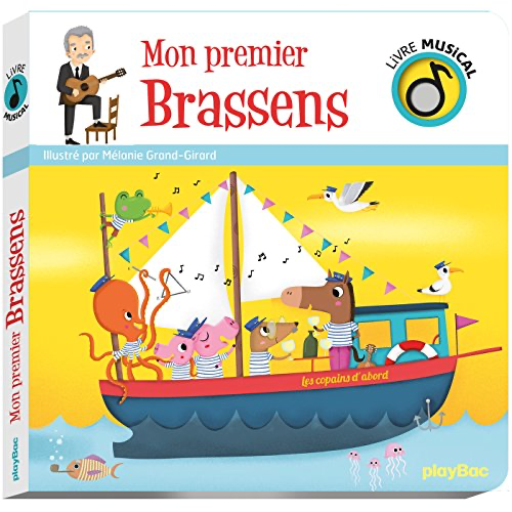 Mon premier
Brassens
LiVRE MUSICAL
LiVRE MUSICAL
Illustré par Mélanie Grand-Girard
Mon premier Brassens
Les copains d'abord
playBac
playBac